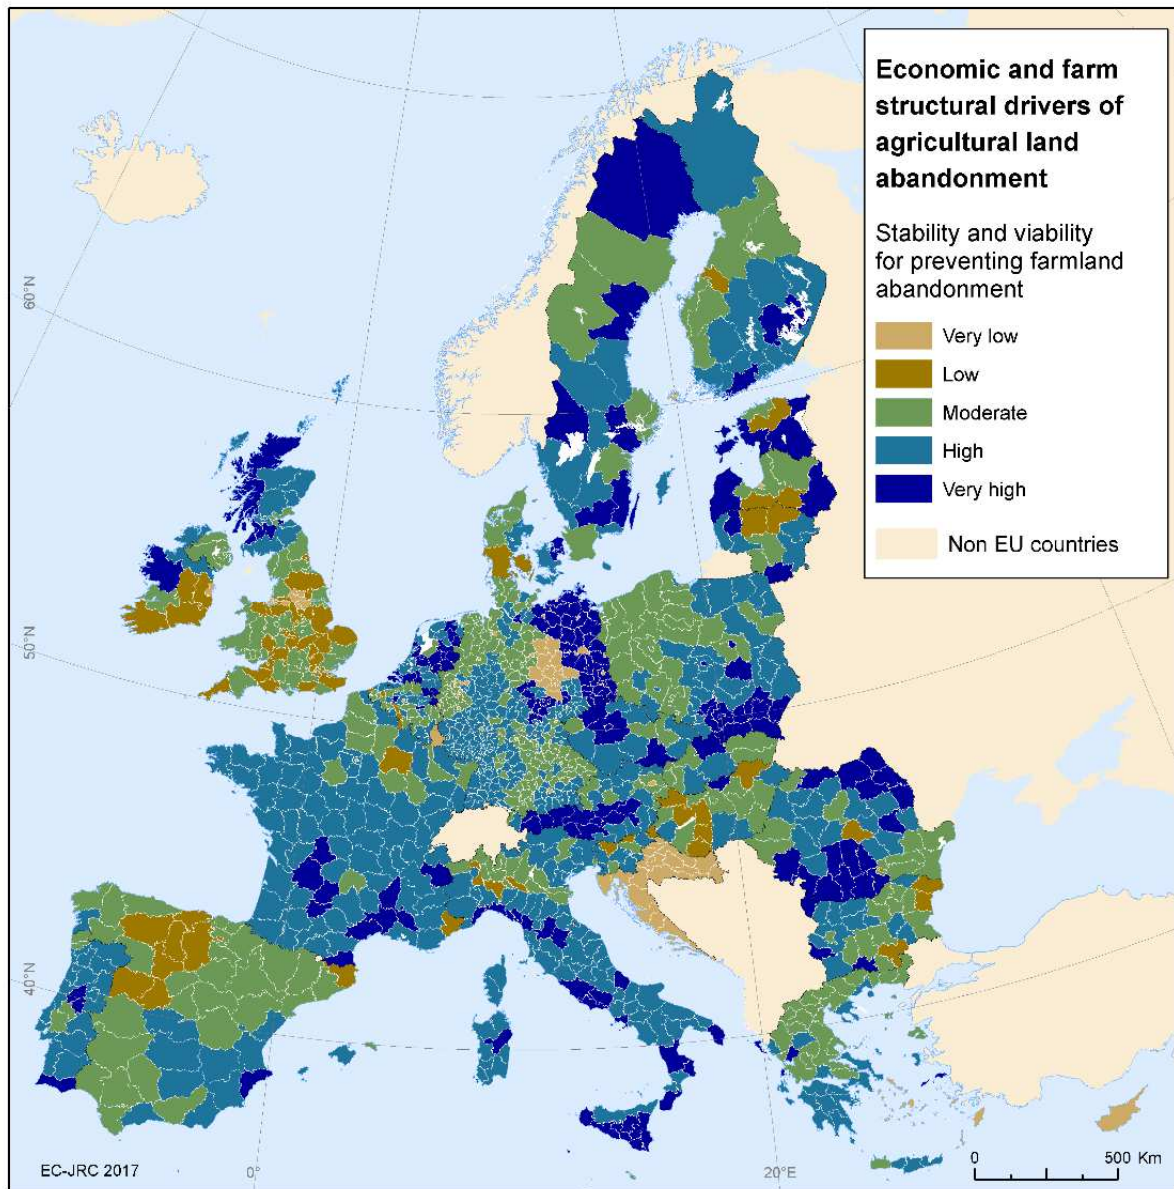 Economic and farm
structural drivers of
agricultural land
abandonment
Stability and viability
for preventing farmland
abandonment
Very low
Low
Moderate
High
Very high
Non EU countries
60°N
50°N
40°N
EC-JRC 2017
0°
20°E
0
500 Km